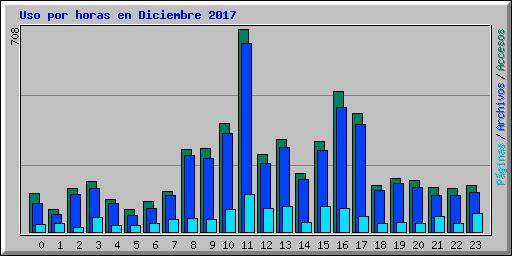 Uso por horas en Diciembre 2017
708
0 1 2 3 4 5 6 7 8 9 10 11 12 13 14 15 16 17 18 19 20 21 22 23
Páginas / Archivos / Accesos